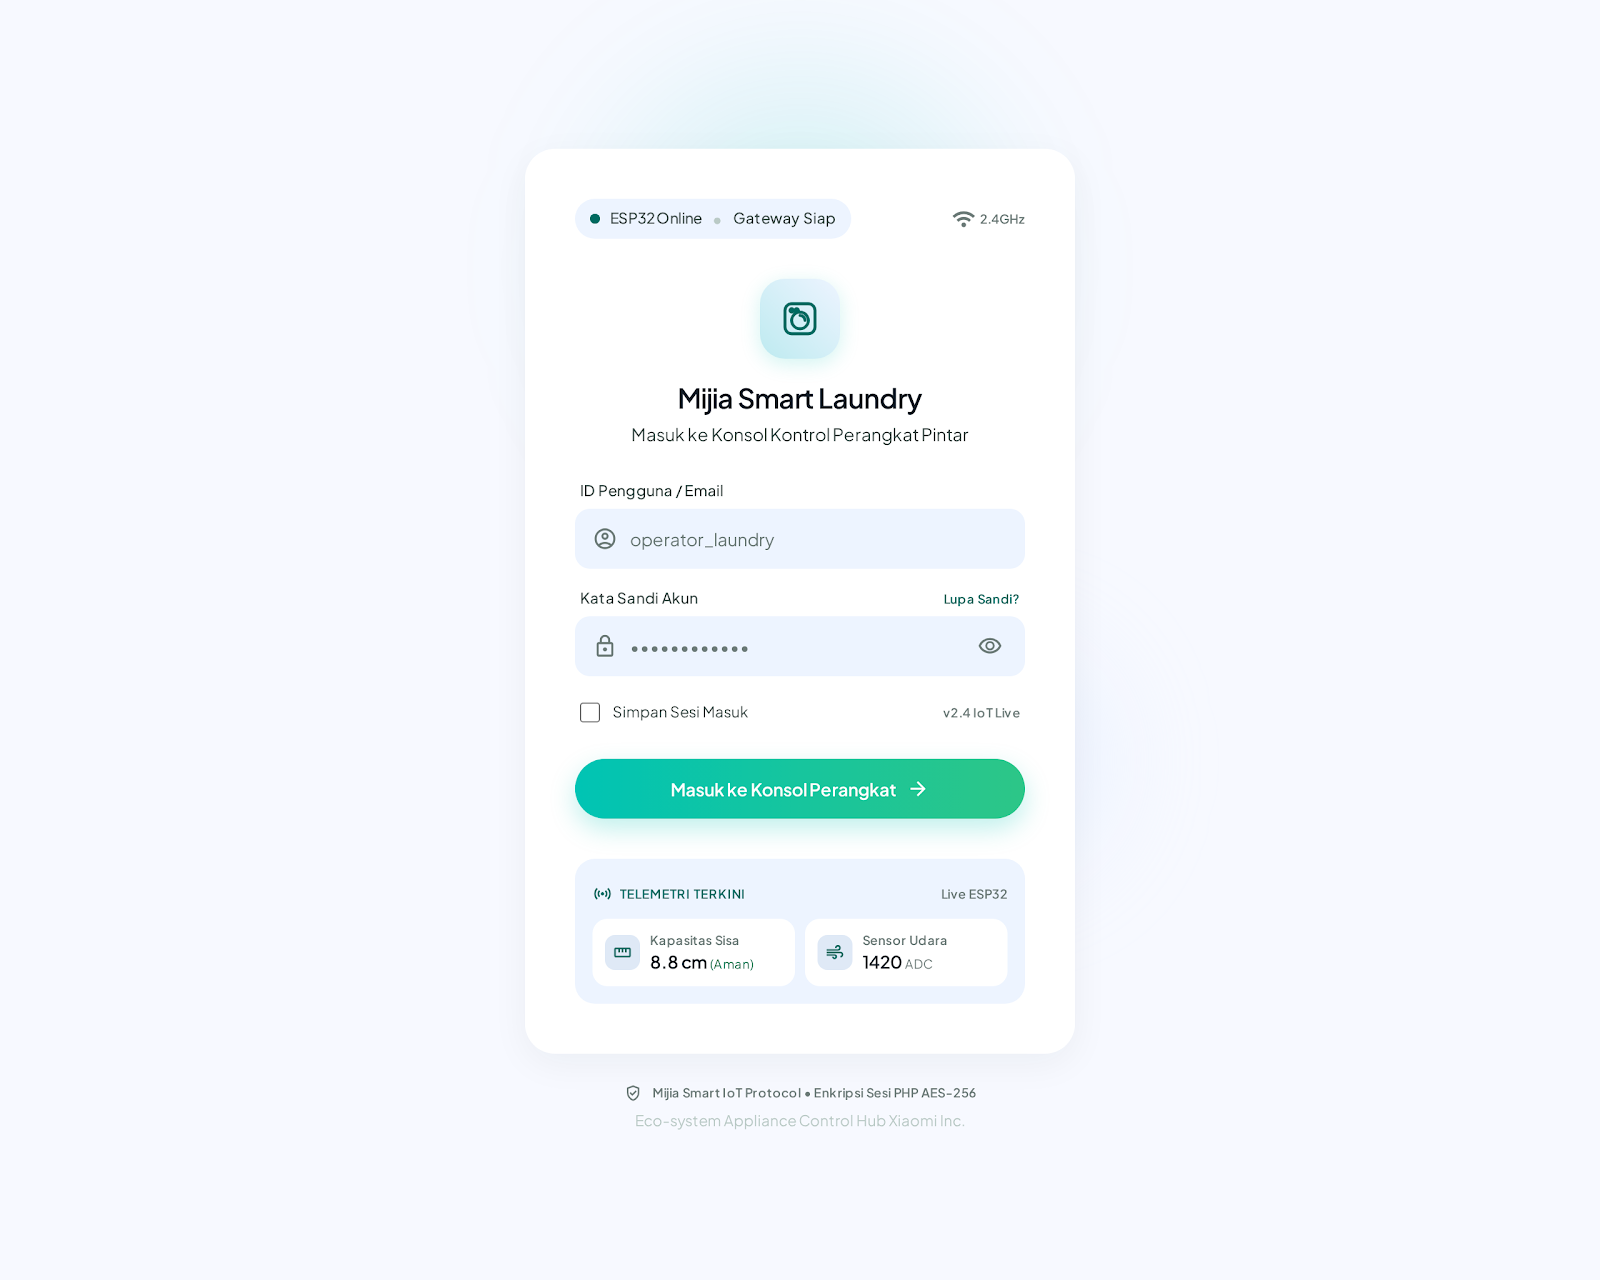 ESP32 Online • Gateway Siap
2.4GHz
Mijia Smart Laundry
Masuk ke Konsol Kontrol Perangkat Pintar
ID Pengguna / Email
operator_laundry
Kata Sandi Akun
Lupa Sandi?
••••••••••••
Simpan Sesi Masuk
v2.4 IoT Live
Masuk ke Konsol Perangkat →
TELEMETRI TERKINI
Live ESP32
Kapasitas Sisa
8.8 cm (Aman)
Sensor Udara
1420 ADC
Mijia Smart IoT Protocol • Enkripsi Sesi PHP AES-256
Eco-system Appliance Control Hub Xiaomi Inc.